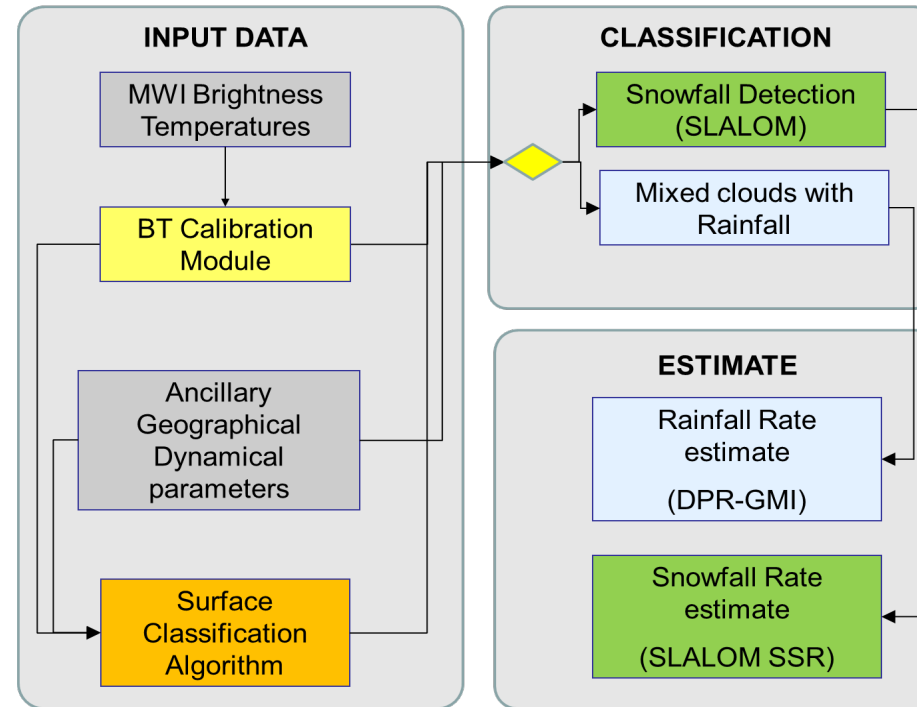 INPUT DATA
MWI Brightness
Temperatures
BT Calibration
Module
Ancillary
Geographical
Dynamical
parameters
Surface
Classification
Algorithm
CLASSIFICATION
Snowfall Detection
(SLALOM)
Mixed clouds with
Rainfall
ESTIMATE
Rainfall Rate
estimate
(DPR-GMI)
Snowfall Rate
estimate
(SLALOM SSR)